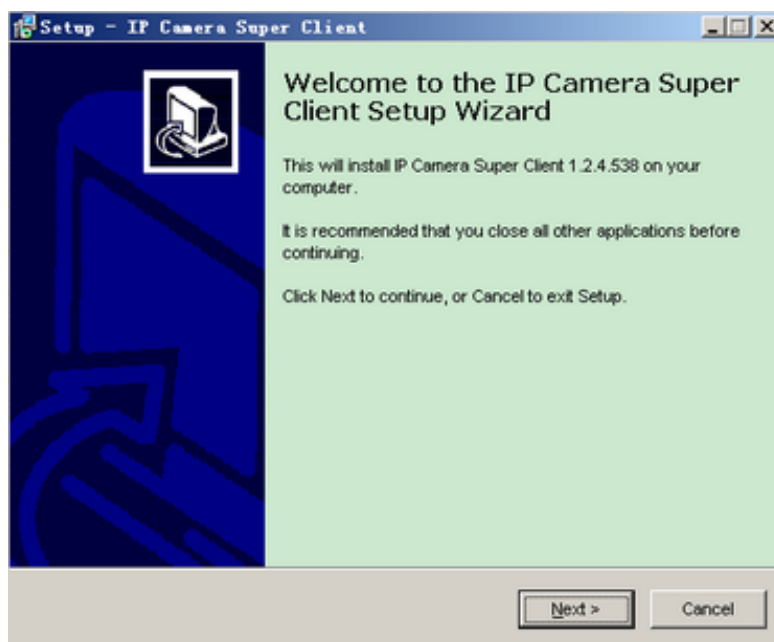 Setup - IP Camera Super Client
Welcome to the IP Camera Super
Client Setup Wizard
This will install IP Camera Super Client 1.2.4.538 on your
computer.
It is recommended that you close all other applications before
continuing.
Click Next to continue, or Cancel to exit Setup.
Next >
Cancel